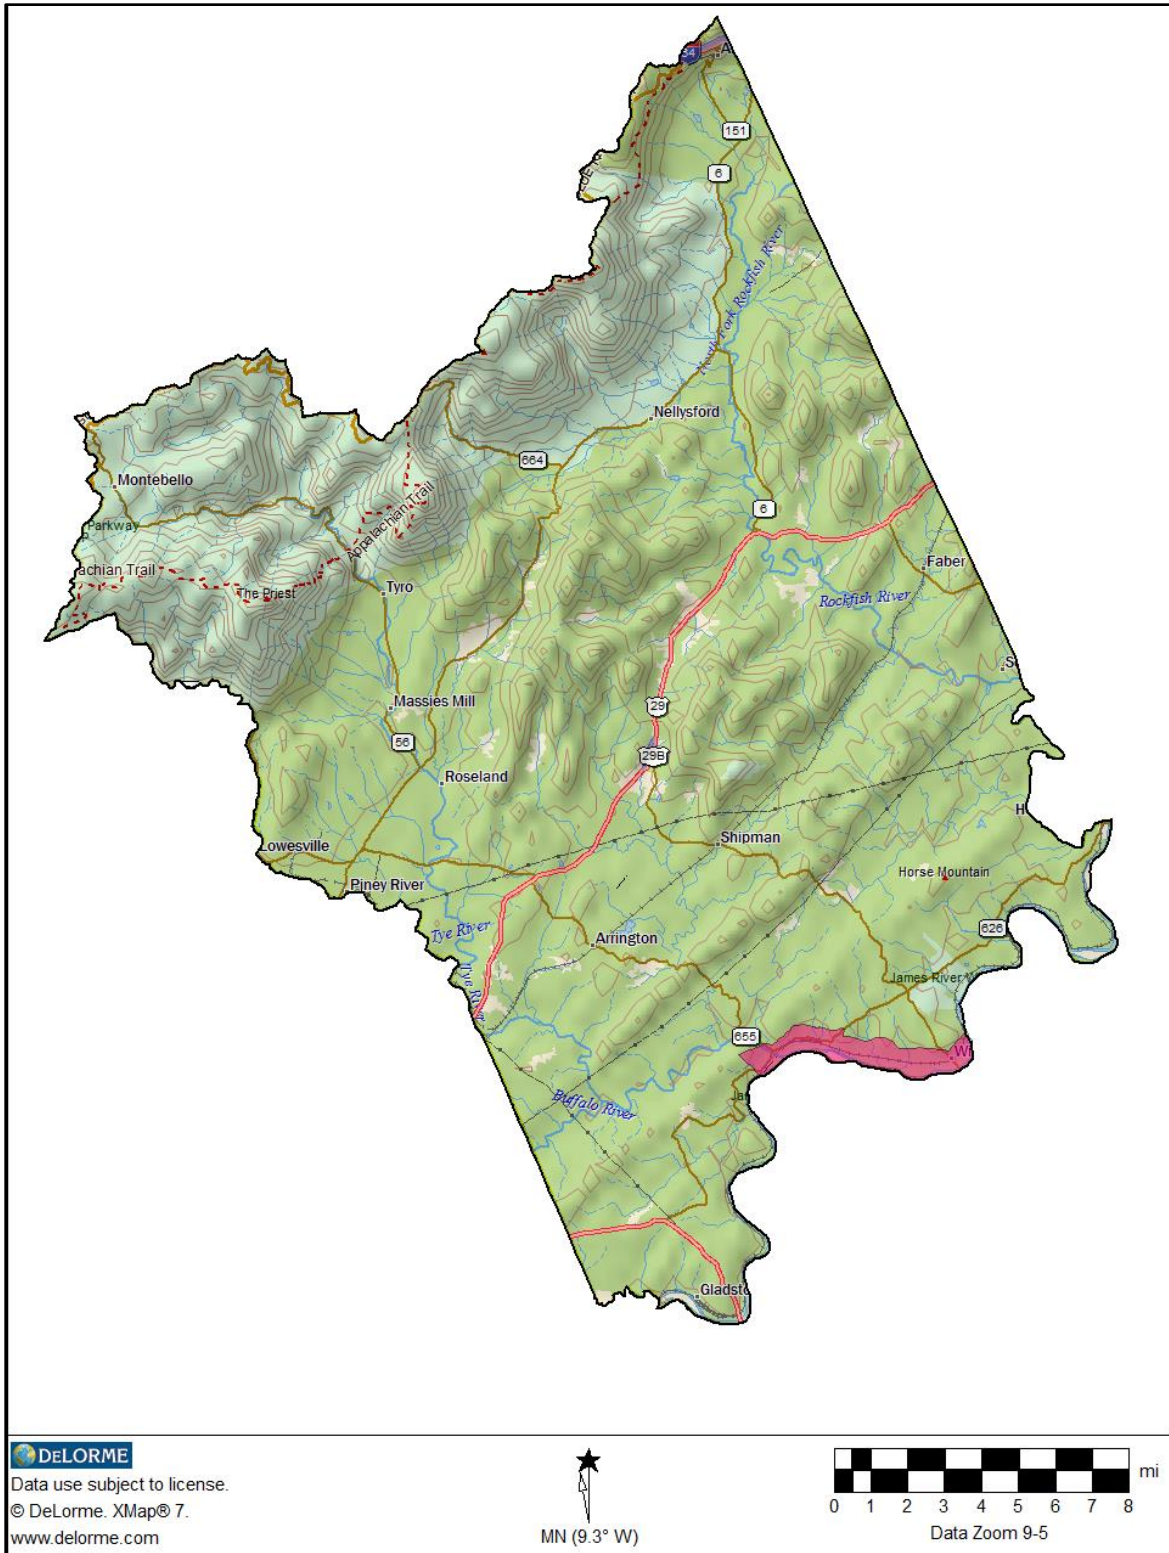 84
A
151
6
North Fork Rockfish River
Nellysford
664
Montebello
Parkway
Appalachian Trail
achian Trail
The Priest
Tyro
6
Faber
Rockfish River
S
Massies Mill
29
56
29B
Roseland
H
Shipman
Lowesville
Horse Mountain
Piney River
626
Tye River
Arrington
Tye River
James River W
655
W
Buffalo River
Ja
Gladsto
DELORME
Data use subject to license.
© DeLorme. XMap® 7.
www.delorme.com
MN (9.3° W)
mi
0 1 2 3 4 5 6 7 8
Data Zoom 9-5